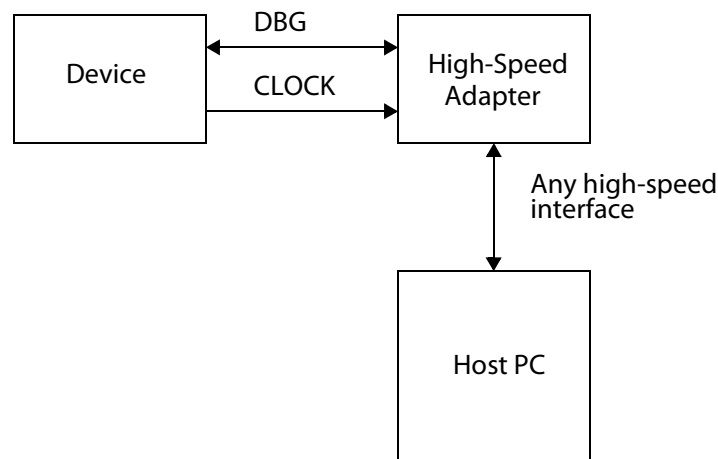 DBG
Device
CLOCK
High-Speed
Adapter
Any high-speed
interface
Host PC